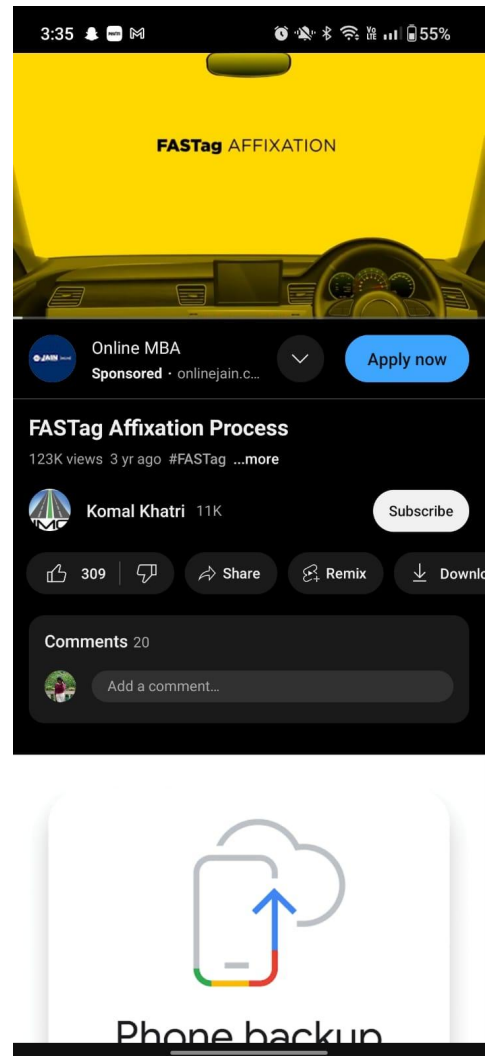 3:35 55%
FASTag AFFIXATION
Online MBA
Sponsored · onlinejain.c...
Apply now
FASTag Affixation Process
123K views 3 yr ago #FASTag ...more
Komal Khatri 11K
Subscribe
309 Share Remix Downlo
Comments 20
Add a comment...
Phone backup